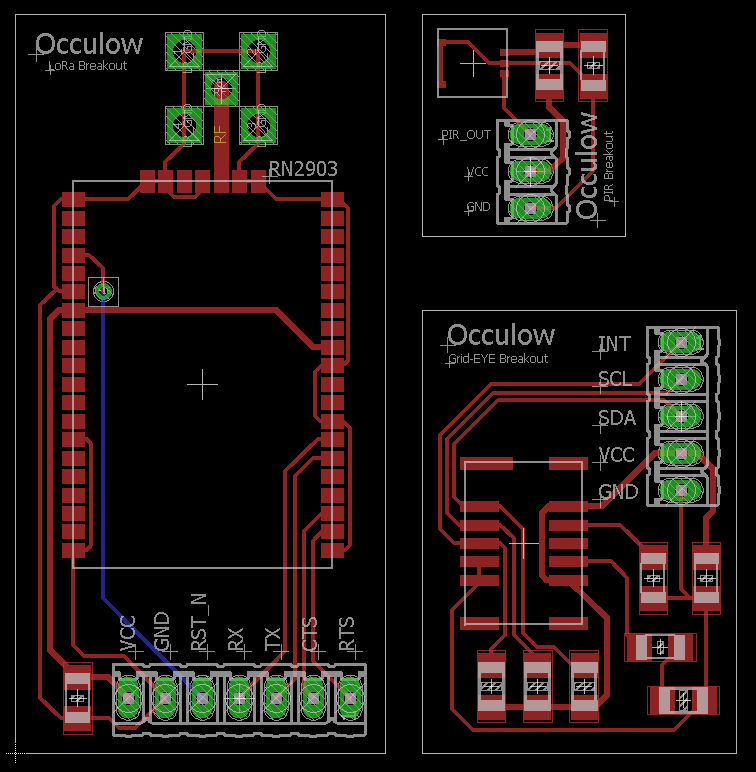 Occulow
LoRa Breakout
RF
RN2903
VCC
GND
RST_N
RX
TX
CTS
RTS
PIR_OUT
VCC
GND
Occulow
PIR Breakout
Occulow
Grid-EYE Breakout
INT
SCL
SDA
VCC
GND